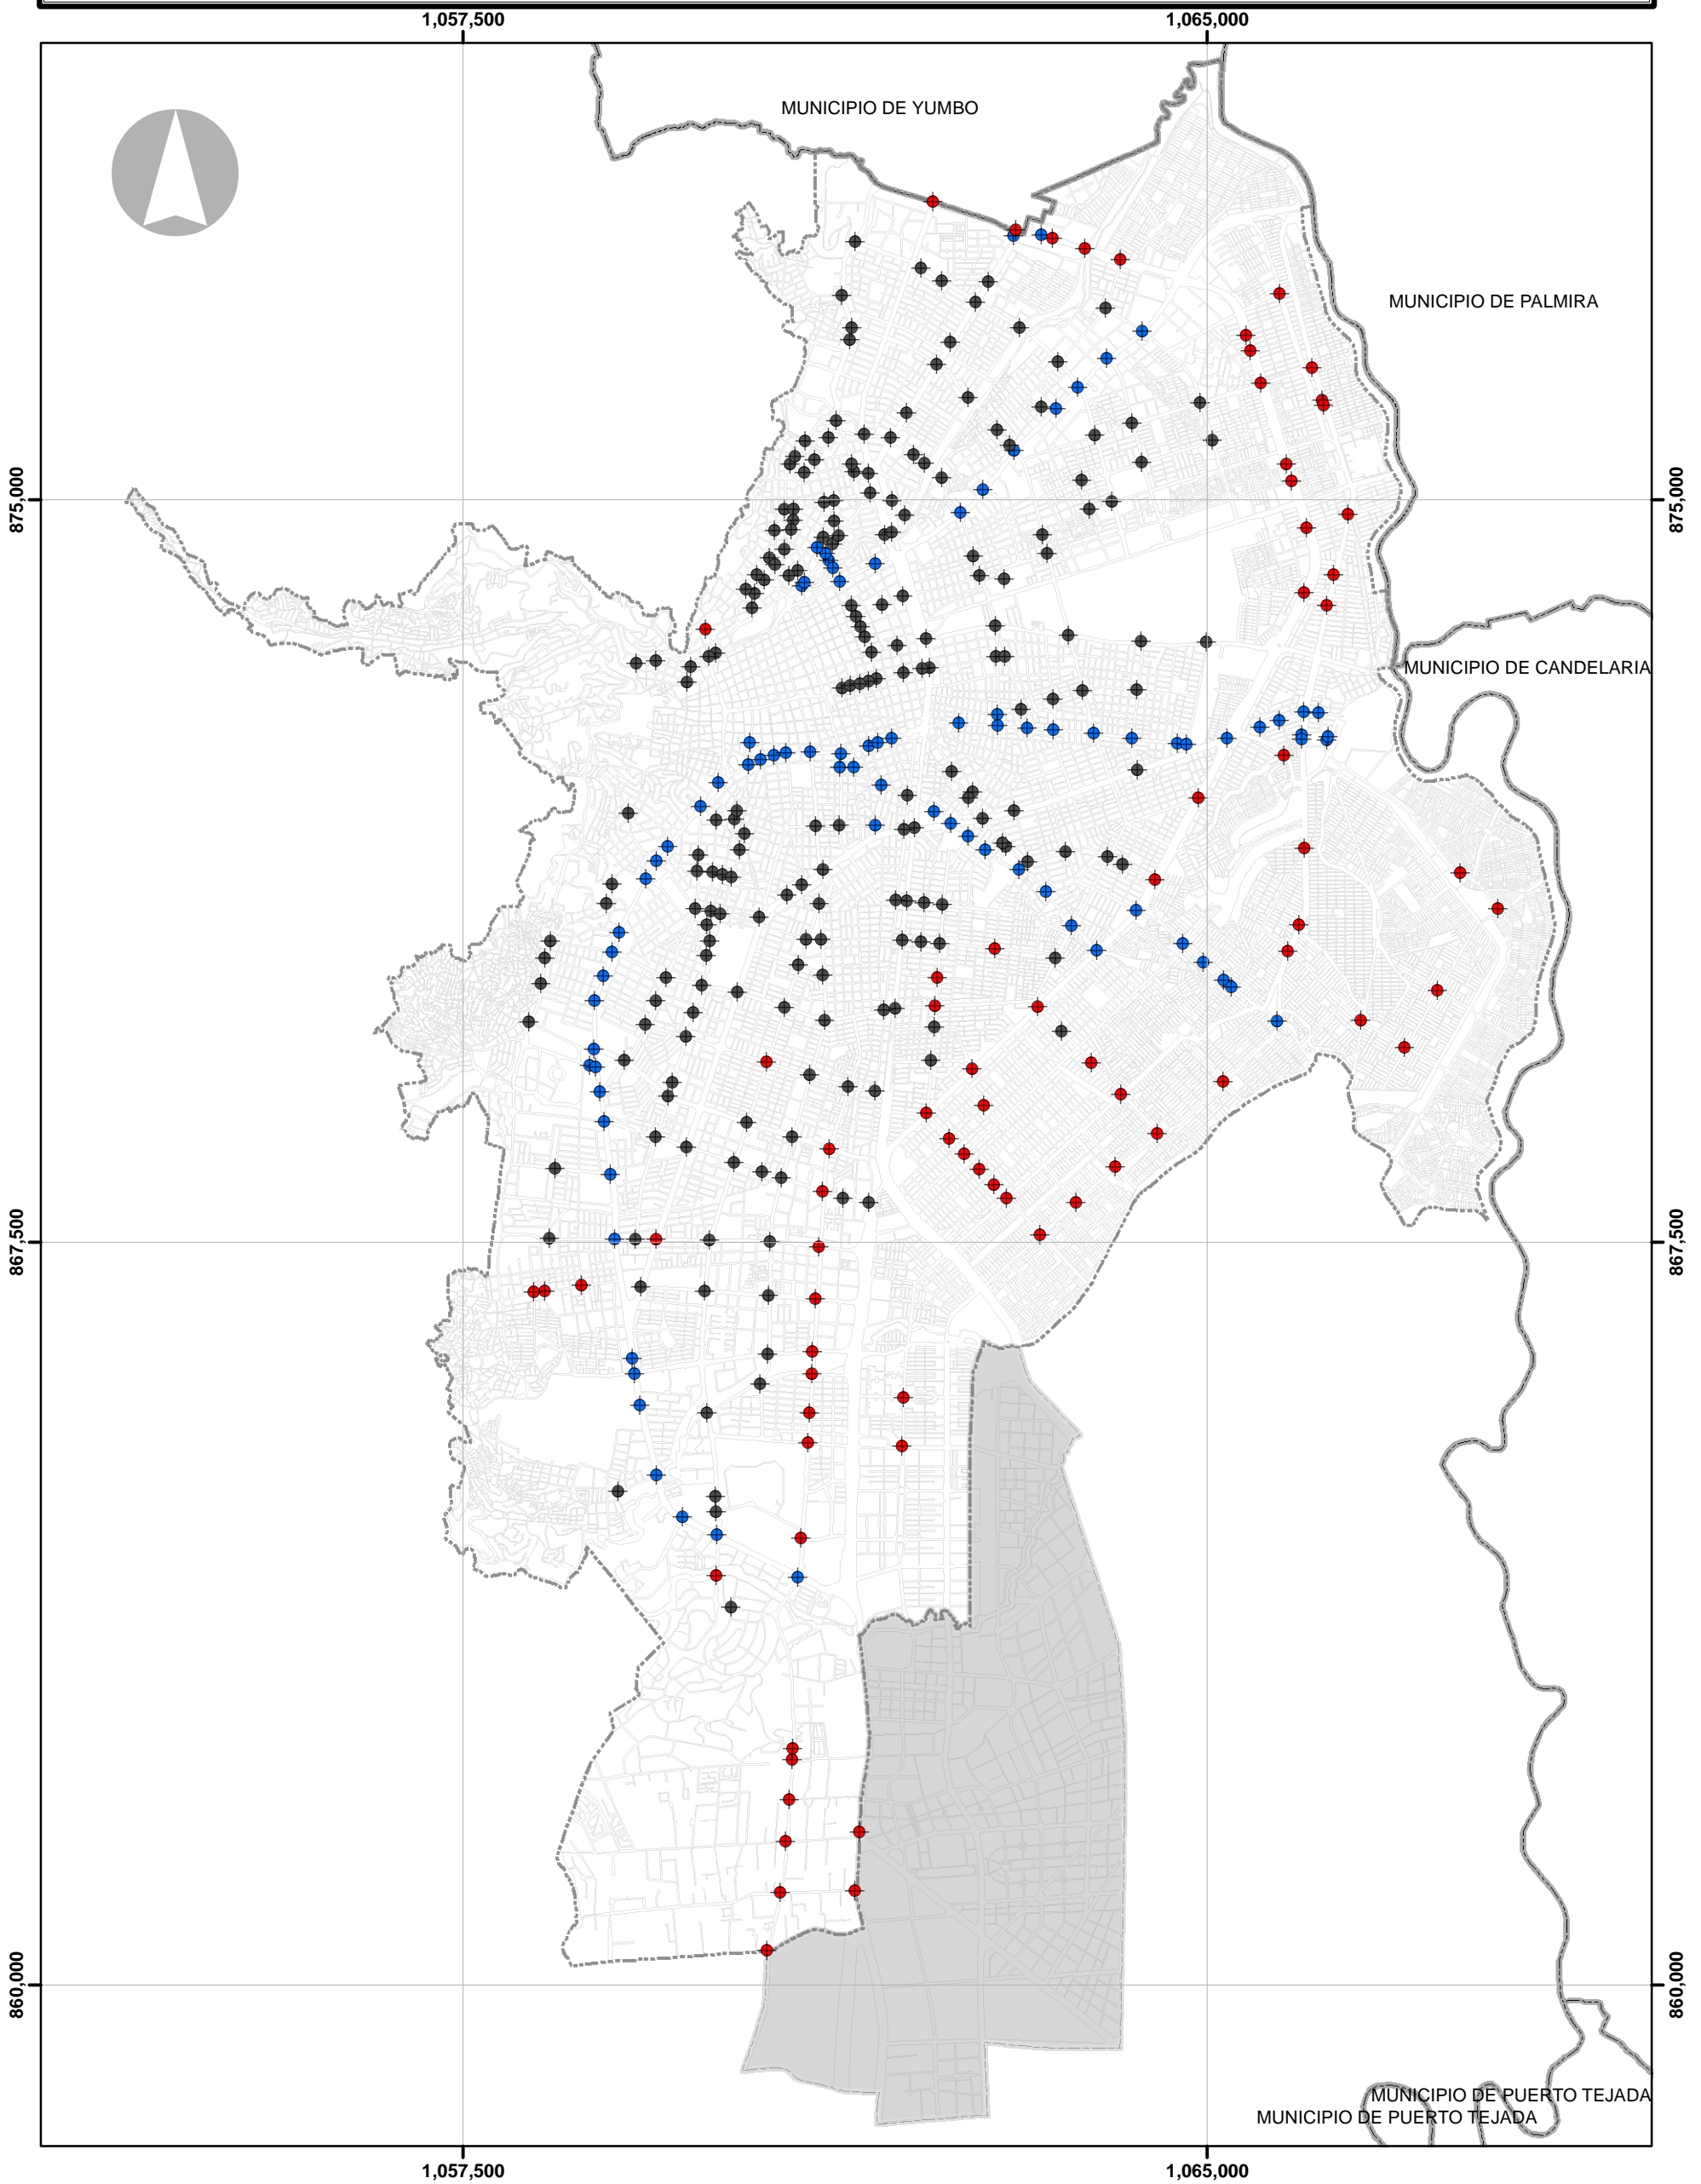 1,057,500 1,065,000
MUNICIPIO DE YUMBO
MUNICIPIO DE PALMIRA
875,000 875,000
MUNICIPIO DE CANDELARIA
867,500 867,500
860,000 860,000
MUNICIPIO DE PUERTO TEJADA
MUNICIPIO DE PUERTO TEJADA
1,057,500 1,065,000